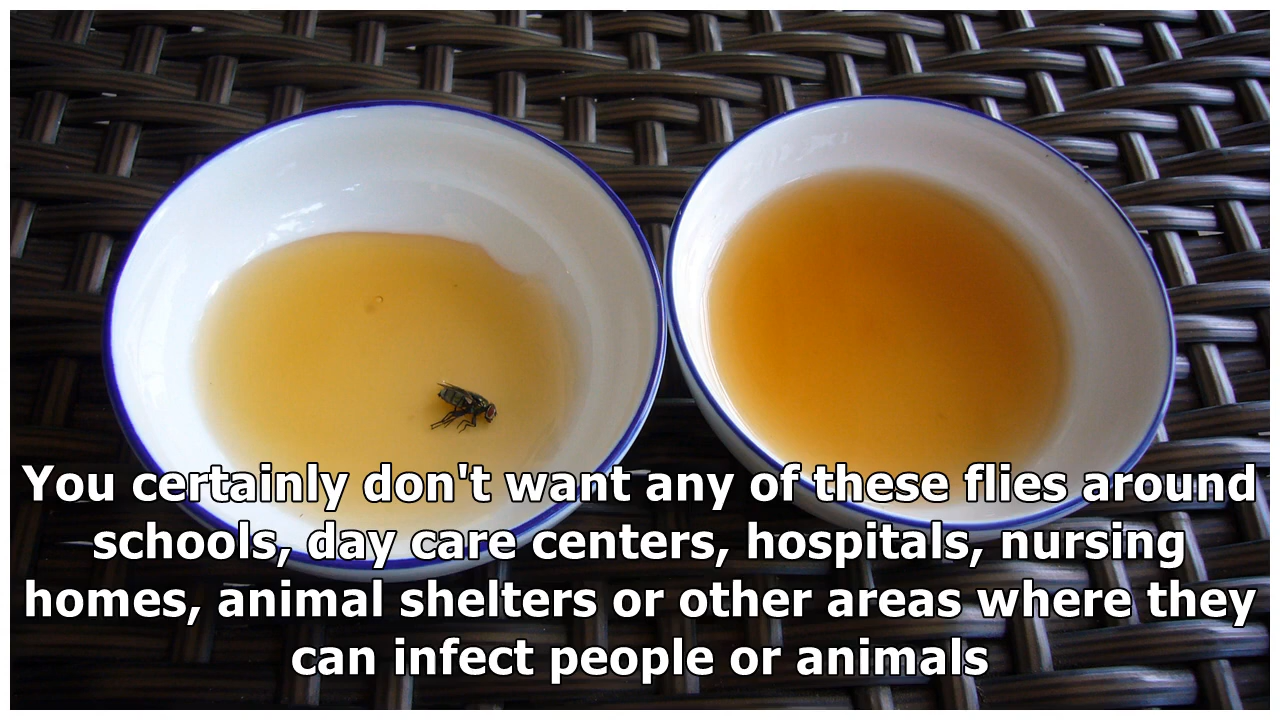 You certainly don't want any of these flies around
schools, day care centers, hospitals, nursing
homes, animal shelters or other areas where they
can infect people or animals